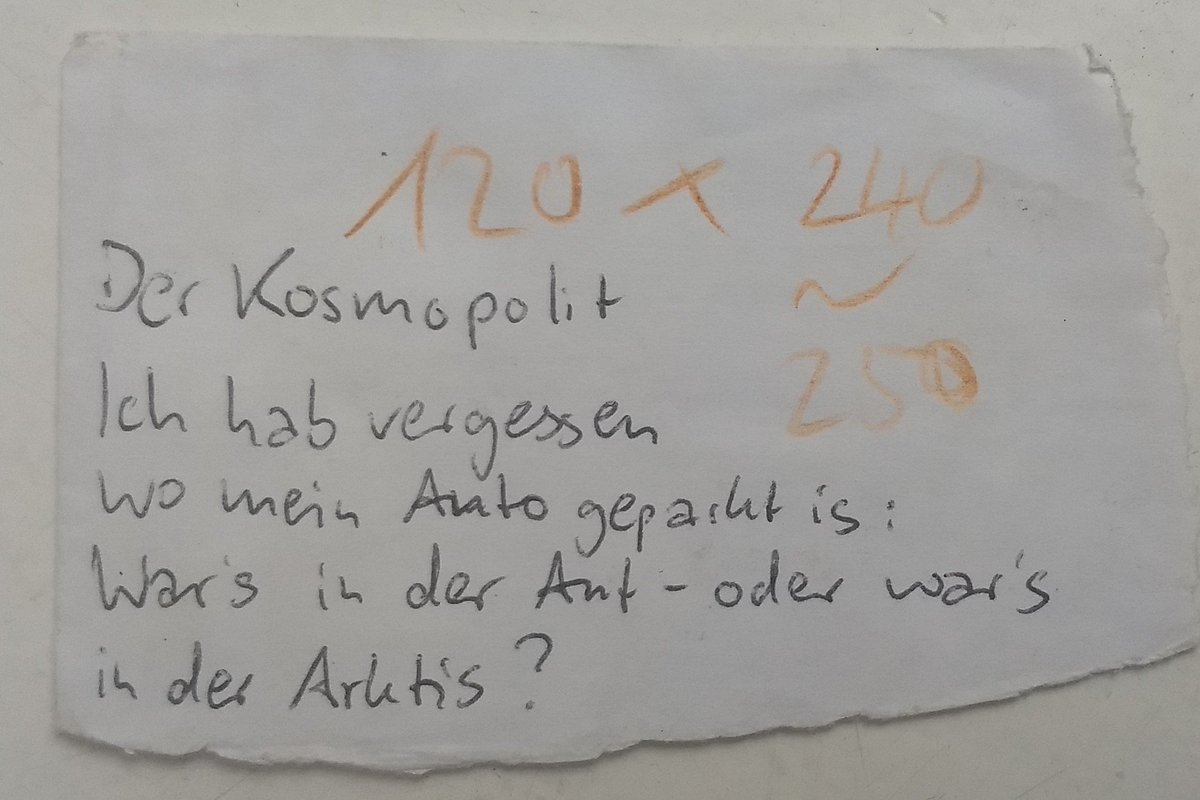 120 x 240
~
250
Der Kosmopolit
Ich hab vergessen
wo mein Auto geparkt is:
War's in der Ant- oder war's
in der Arktis?